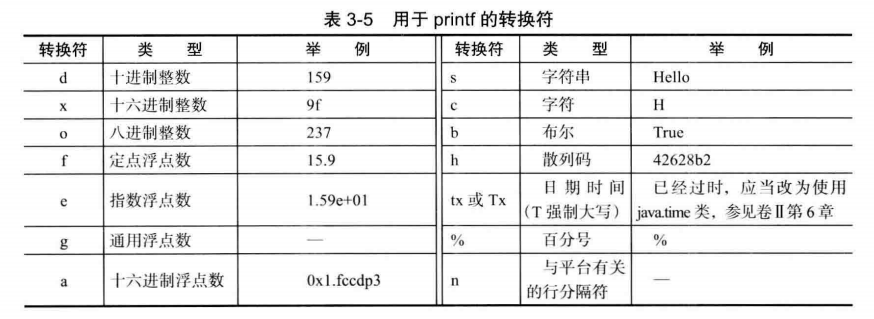 表 3-5 用于 printf 的转换符
转换符 类 型 举 例 转换符 类 型 举 例
d 十进制整数 159 s 字符串 Hello
x 十六进制整数 9f c 字符 H
o 八进制整数 237 b 布尔 True
f 定点浮点数 15.9 h 散列码 42628b2
e 指数浮点数 1.59e+01 tx 或 Tx 日期时间 已经过时，应当改为使用
（T 强制大写） java.time 类，参见卷Ⅱ第 6 章
g 通用浮点数 — % 百分号 %
a 十六进制浮点数 0x1.fccdp3 n 与平台有关 —
的行分隔符